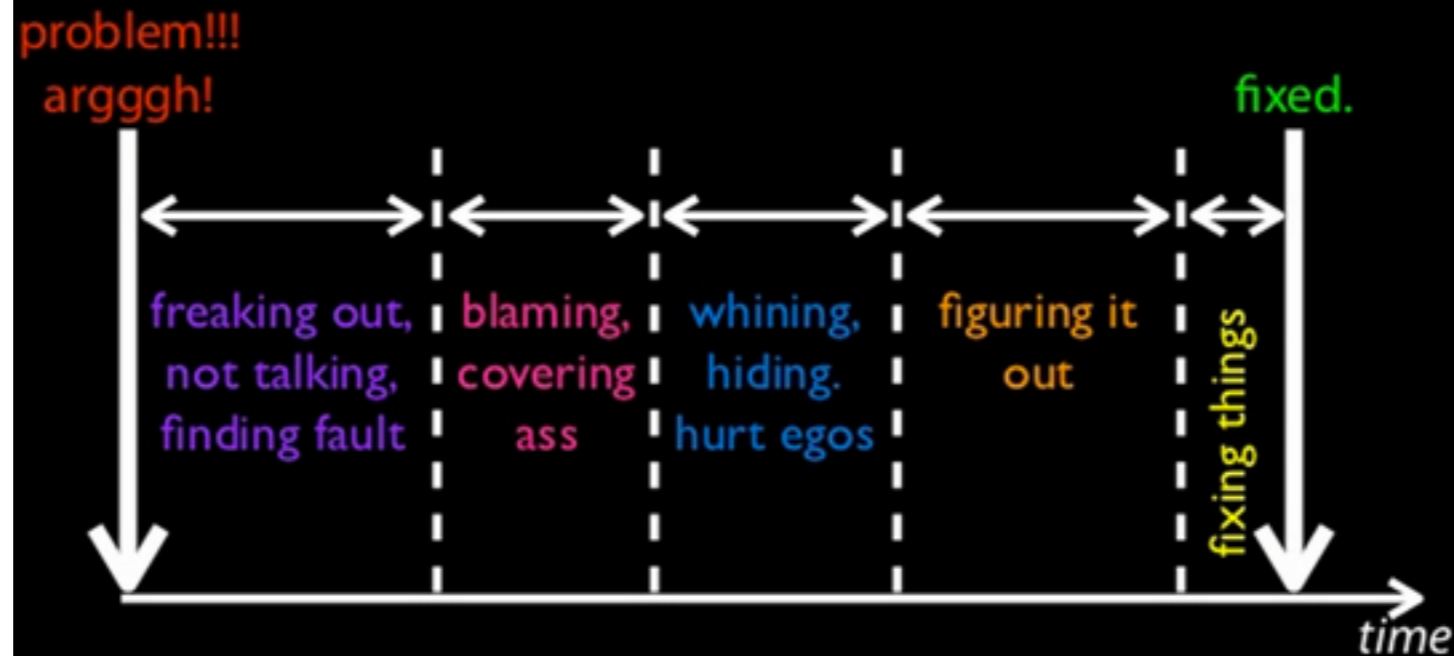 problem!!!
argggh!
fixed.
freaking out,
not talking,
finding fault
blaming,
covering
ass
whining,
hiding.
hurt egos
figuring it
out
fixing things
time